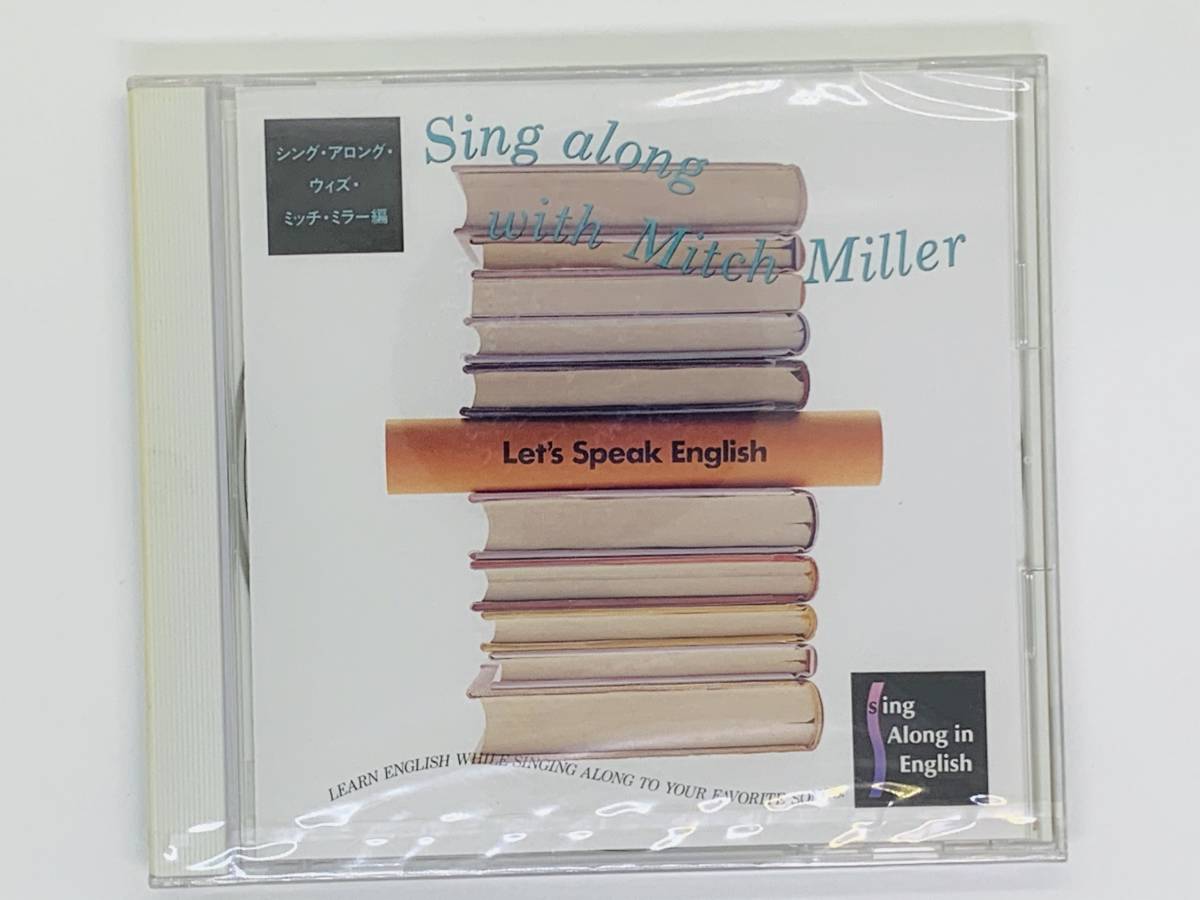 シング・アロング・
ウィズ・
ミッチ・ミラー編
Sing along
with Mitch Miller
Let's Speak English
LEARN ENGLISH WHILE SINGING ALONG TO YOUR FAVORITE SONGS
sing
Along in
English